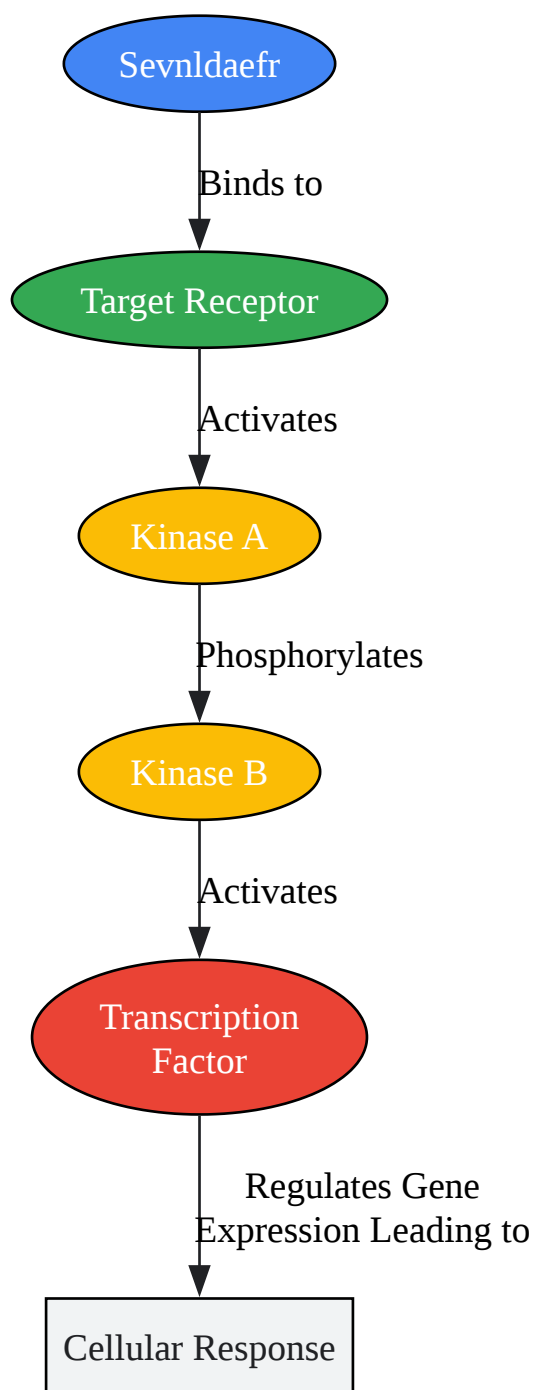 Sevnldaefr
Binds to
Target Receptor
Activates
Kinase A
Phosphorylates
Kinase B
Activates
Transcription
Factor
Regulates Gene
Expression Leading to
Cellular Response